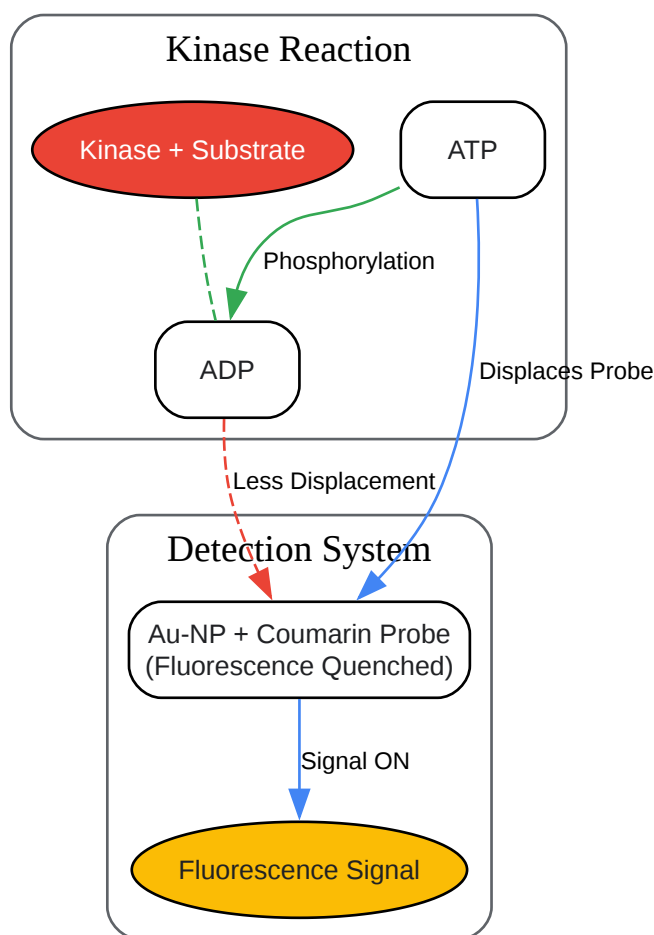 Kinase Reaction
Kinase + Substrate
ATP
Phosphorylation
ADP
Displaces Probe
Less Displacement
Detection System
Au-NP + Coumarin Probe
(Fluorescence Quenched)
Signal ON
Fluorescence Signal